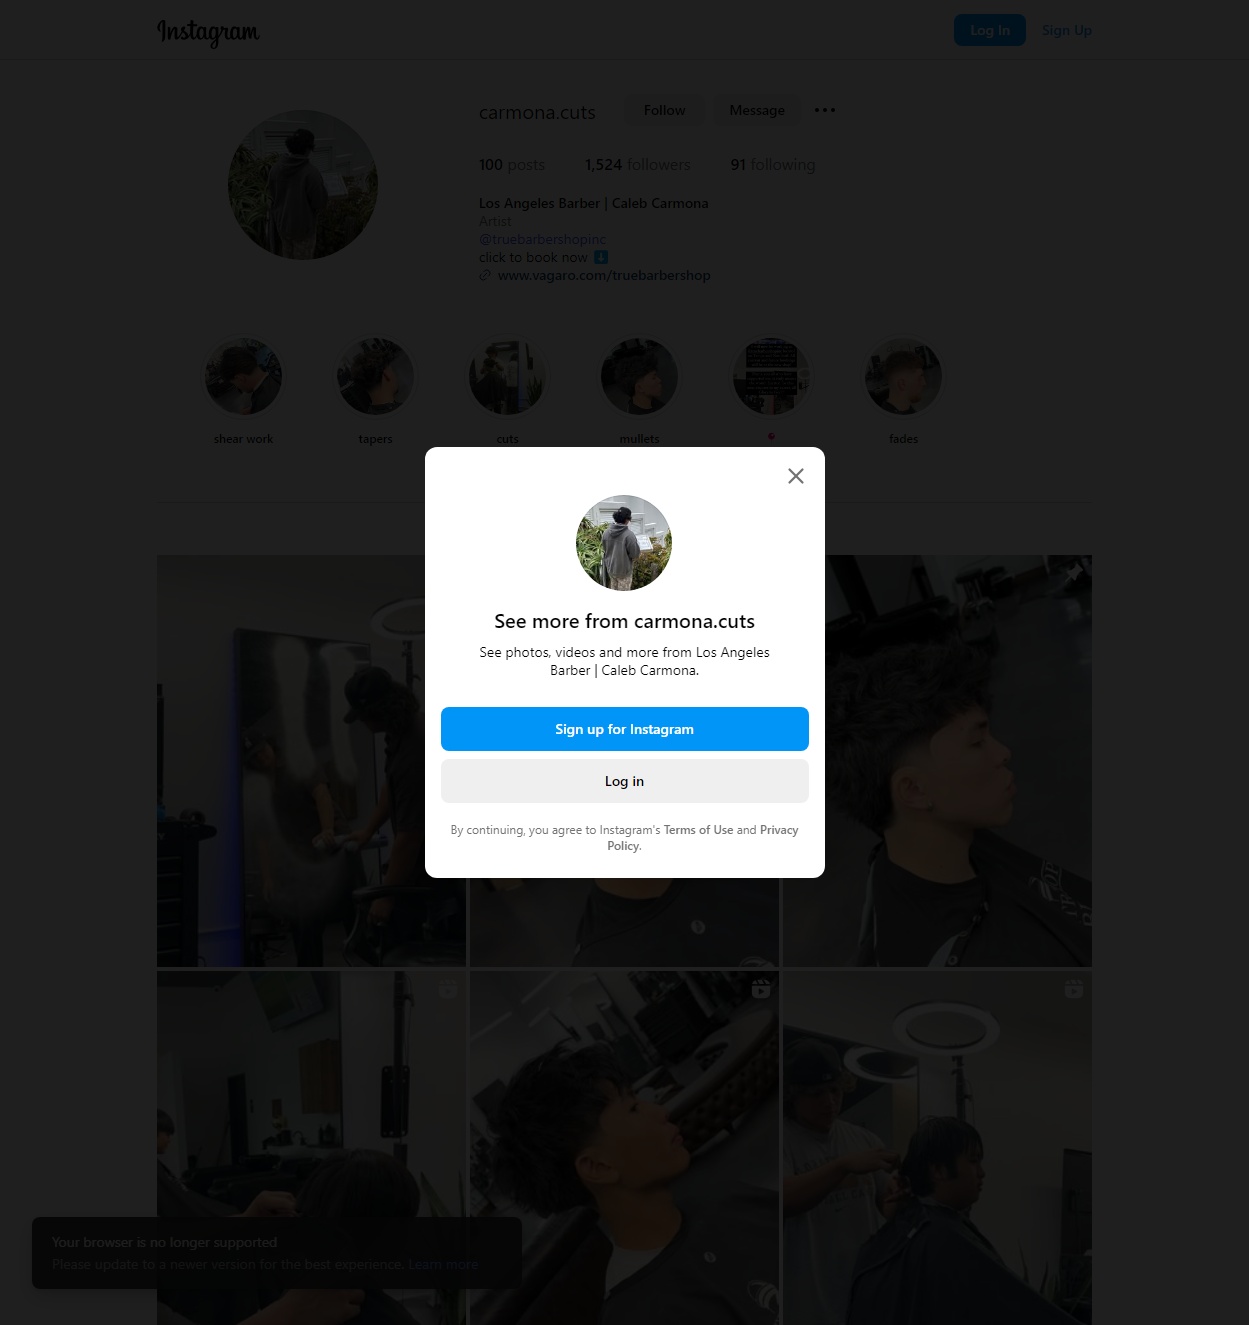 Instagram
Log In
Sign Up
carmona.cuts
Follow
Message
100 posts
1,524 followers
91 following
Los Angeles Barber | Caleb Carmona
Artist
@truebarbershopinc
click to book now ⬇️
www.vagaro.com/truebarbershop
shear work
tapers
cuts
mullets
fades
See more from carmona.cuts
See photos, videos and more from Los Angeles
Barber | Caleb Carmona.
Sign up for Instagram
Log in
By continuing, you agree to Instagram's Terms of Use and Privacy
Policy.
Your browser is no longer supported
Please update to a newer version for the best experience. Learn more